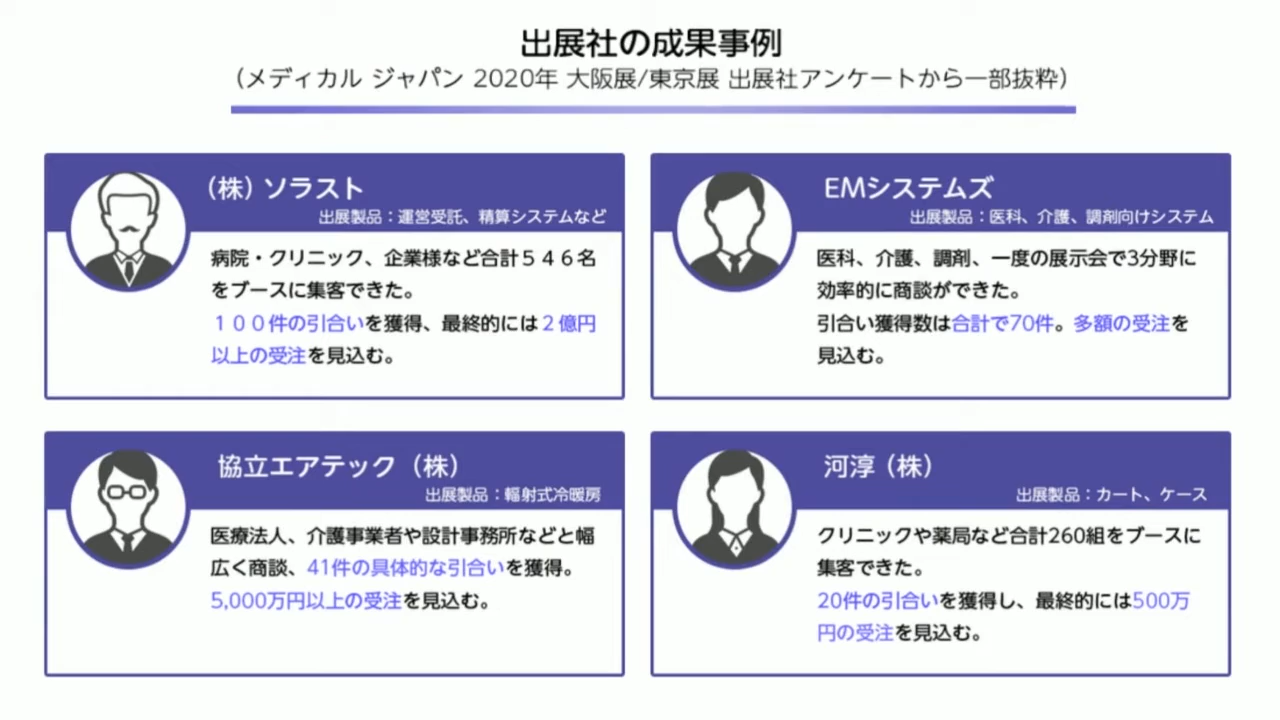 出展社の成果事例
（メディカル ジャパン 2020年 大阪展/東京展 出展社アンケートから一部抜粋）
（株）ソラスト
出展製品：運営受託、精算システムなど
病院・クリニック、企業様など合計５４６名
をブースに集客できた。
１００件の引合いを獲得、最終的には２億円
以上の受注を見込む。
EMシステムズ
出展製品：医科、介護、調剤向けシステム
医科、介護、調剤、一度の展示会で3分野に
効率的に商談ができた。
引合い獲得数は合計で70件。多額の受注を
見込む。
協立エアテック（株）
出展製品：輻射式冷暖房
医療法人、介護事業者や設計事務所などと幅
広く商談、41件の具体的な引合いを獲得。
5,000万円以上の受注を見込む。
河淳（株）
出展製品：カート、ケース
クリニックや薬局など合計260組をブースに
集客できた。
20件の引合いを獲得し、最終的には500万
円の受注を見込む。